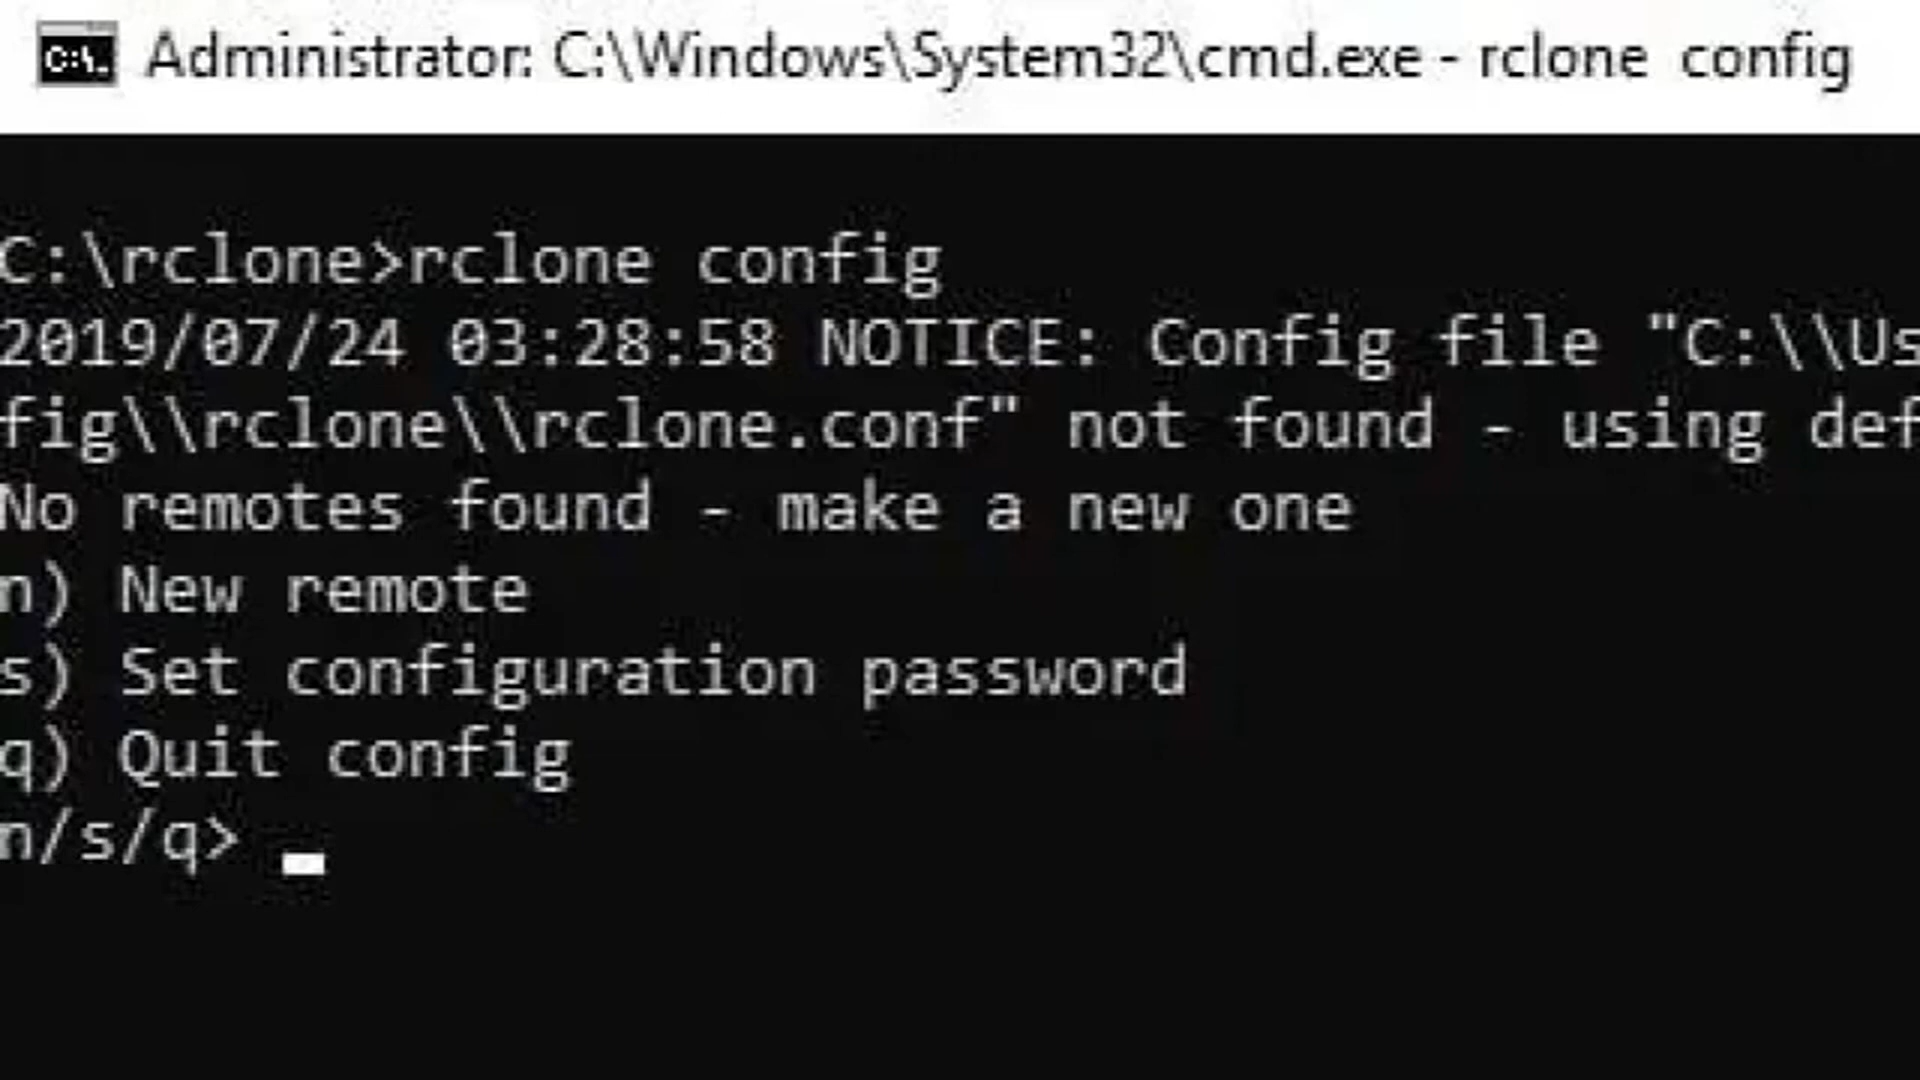 C:\. Administrator: C:\Windows\System32\cmd.exe - rclone  config
C:\rclone>rclone config
2019/07/24 03:28:58 NOTICE: Config file "C:\\Us
fig\\rclone\\rclone.conf" not found - using def
No remotes found - make a new one
n) New remote
s) Set configuration password
q) Quit config
n/s/q>